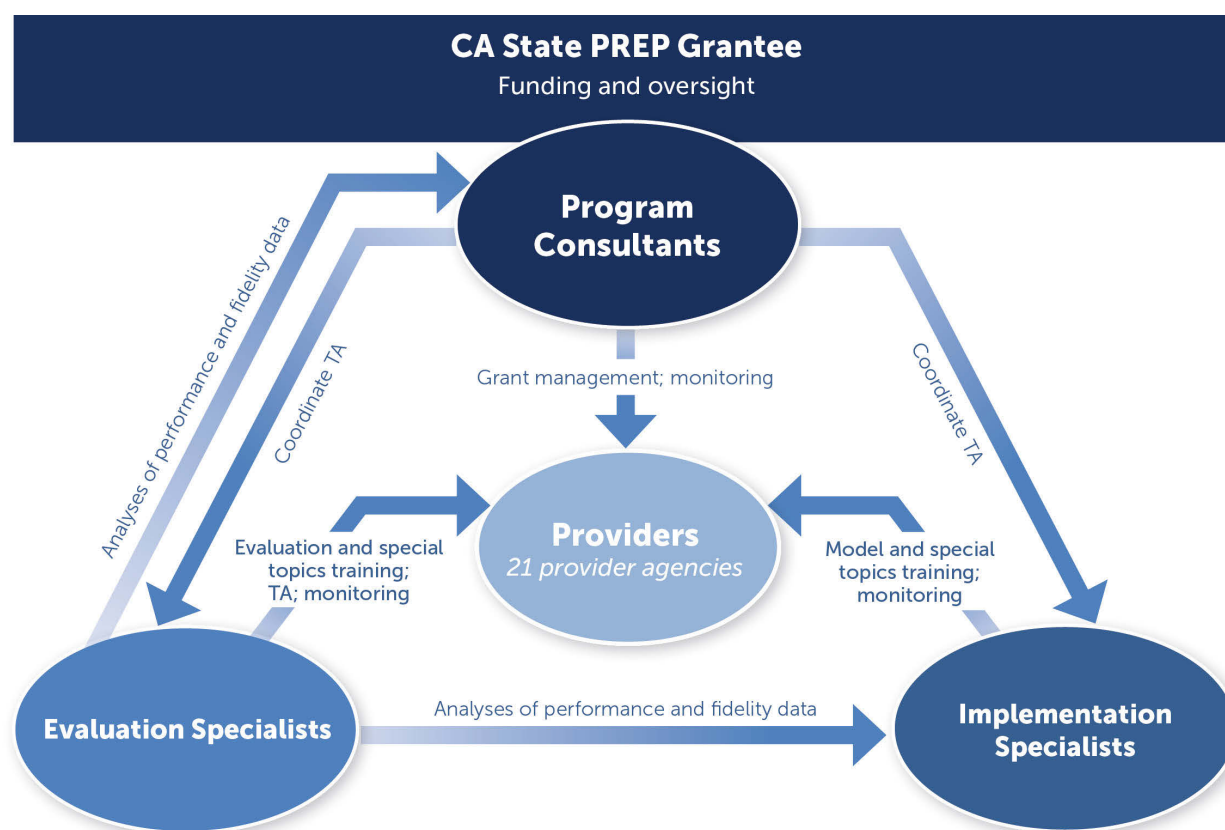 CA State PREP Grantee
Funding and oversight
Program
Consultants
Analyses of performance and fidelity data
Coordinate TA
Coordinate TA
Grant management; monitoring
Providers
21 provider agencies
Evaluation and special
topics training;
TA; monitoring
Model and special
topics training;
monitoring
Evaluation Specialists
Analyses of performance and fidelity data
Implementation
Specialists